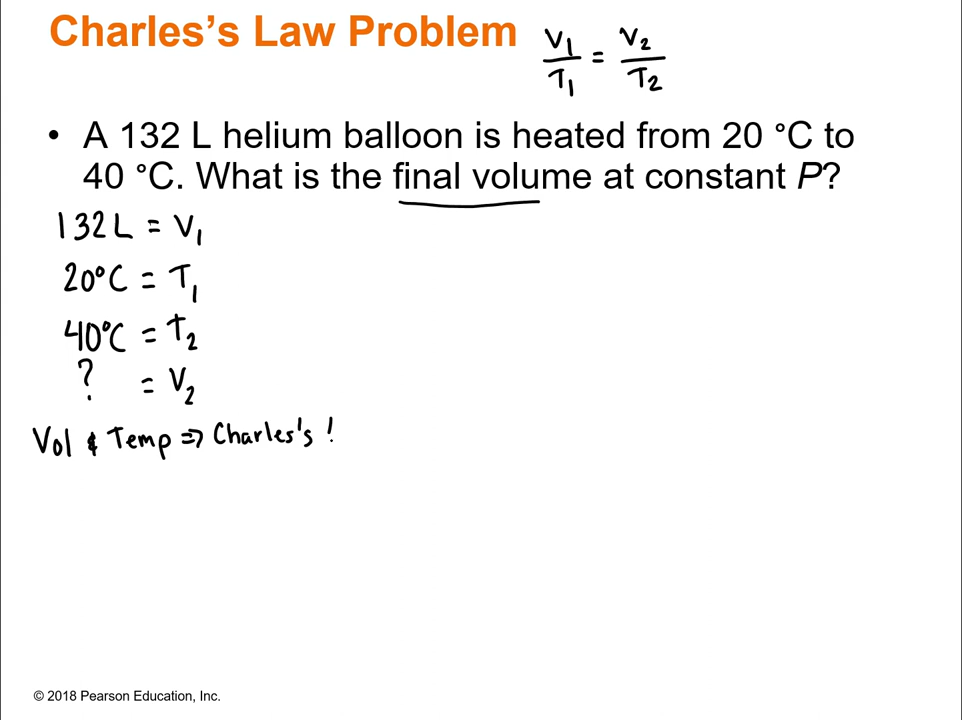 Charles’s Law Problem
V1/T1 = V2/T2
• A 132 L helium balloon is heated from 20 °C to
40 °C. What is the final volume at constant P?
132L = V1
20°C = T1
40°C = T2
? = V2
Vol & Temp => Charles's !
© 2018 Pearson Education, Inc.